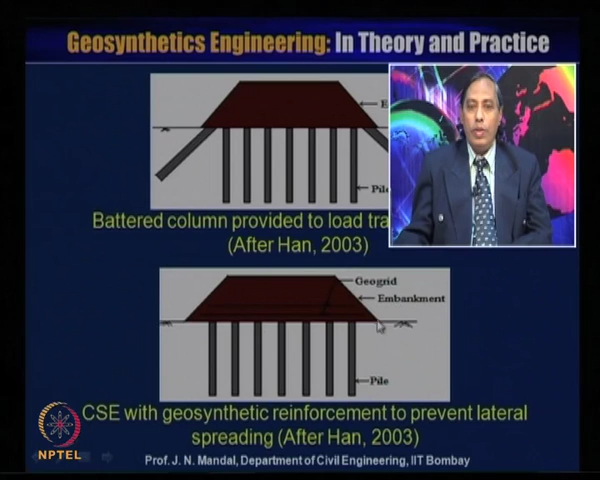 Geosynthetics Engineering: In Theory and Practice
E
Pile
Battered column provided to load tra
(After Han, 2003)
Geogrid
Embankment
Pile
CSE with geosynthetic reinforcement to prevent lateral
spreading (After Han, 2003)
NPTEL
Prof. J. N. Mandal, Department of Civil Engineering, IIT Bombay